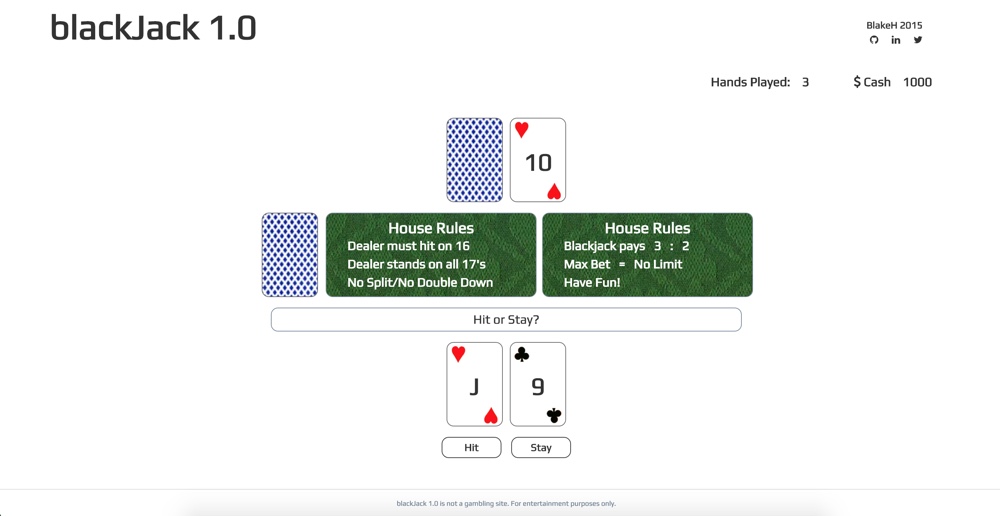 blackJack 1.0
BlakeH 2015
Hands Played: 3 $ Cash 1000
10
House Rules
Dealer must hit on 16
Dealer stands on all 17's
No Split/No Double Down
House Rules
Blackjack pays 3 : 2
Max Bet = No Limit
Have Fun!
Hit or Stay?
J
9
Hit Stay
blackJack 1.0 is not a gambling site. For entertainment purposes only.